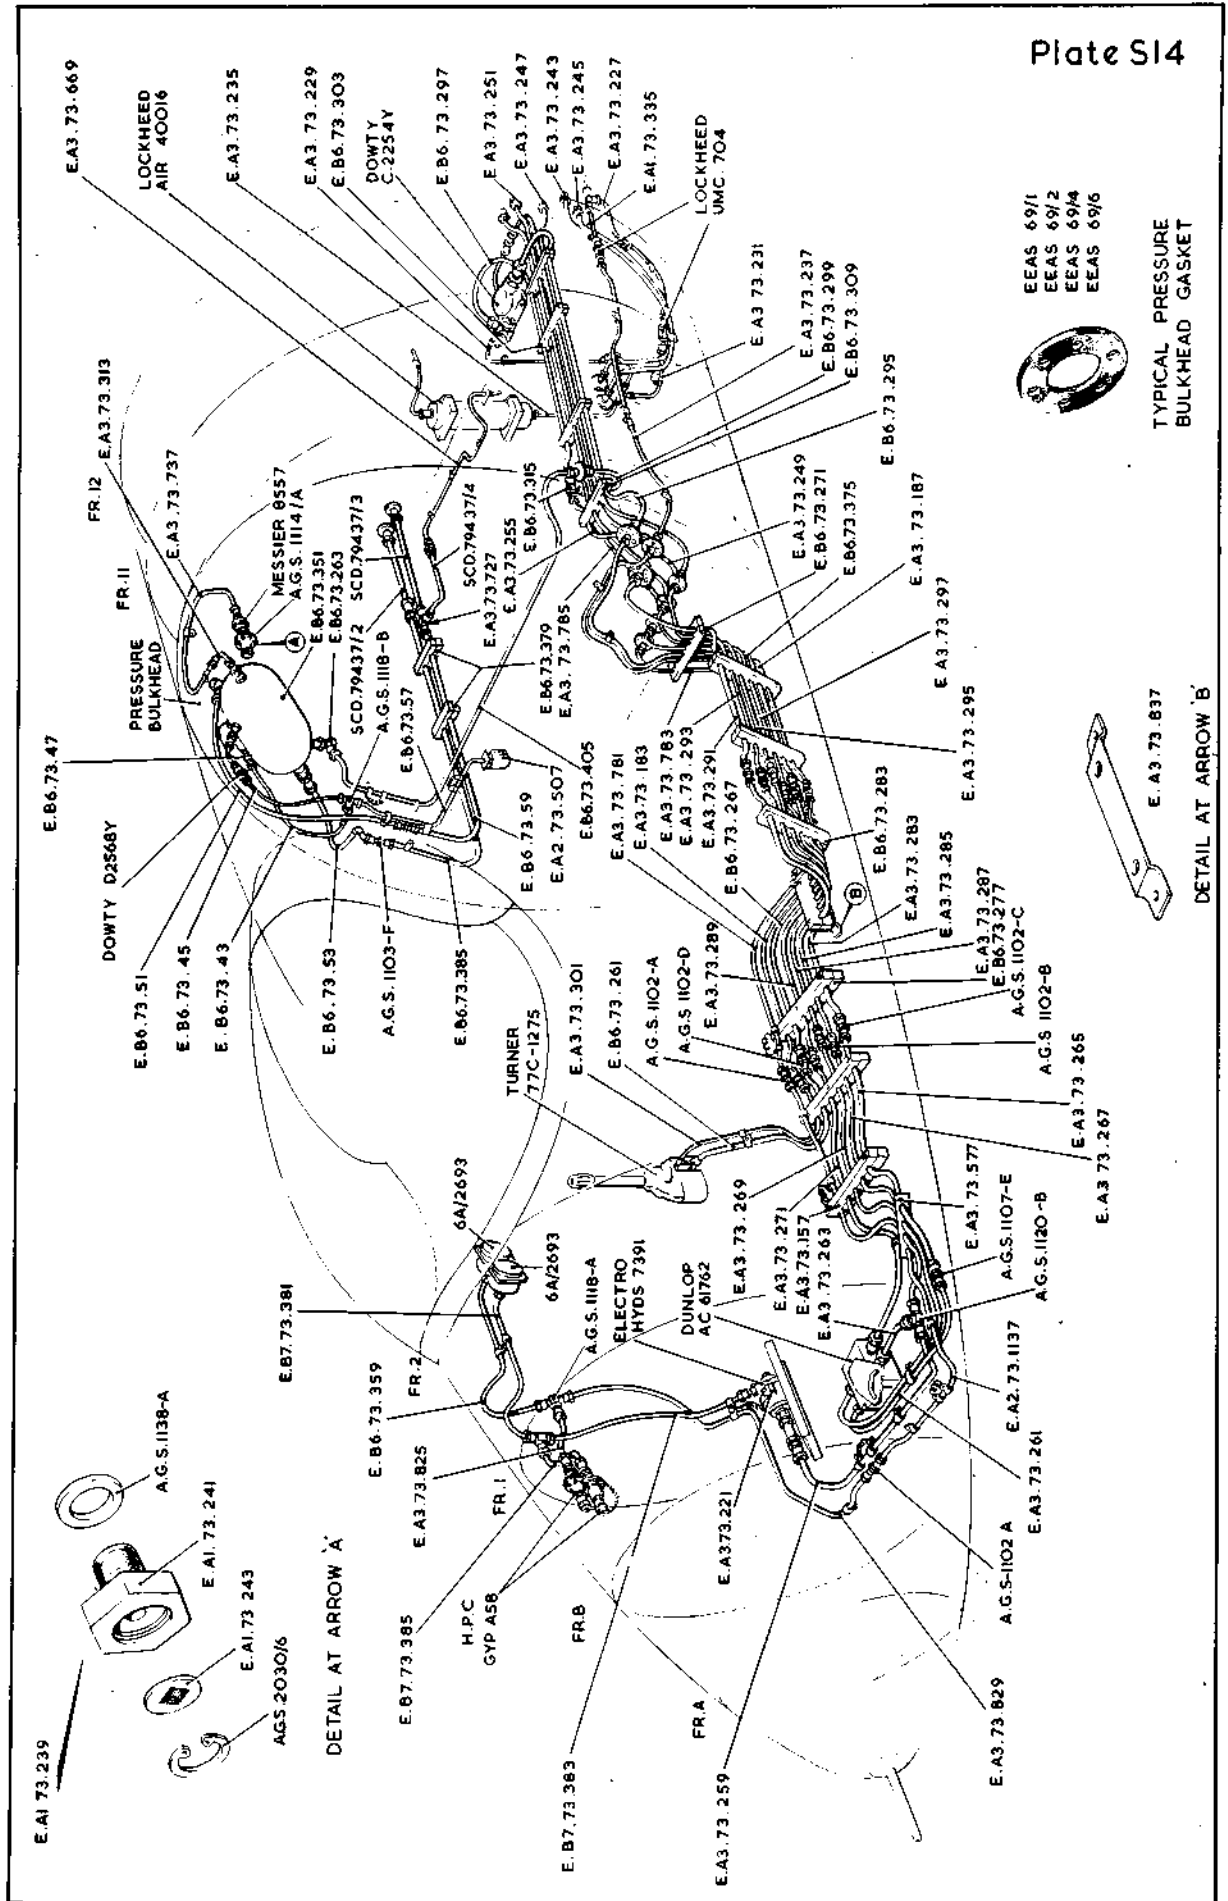 Plate S14
E.A3.73.669
LOCKHEED
AIR 40016
E.A3.73.235
E.A3.73.229
E.B6.73.303
DOWTY
C.2254Y
E.B6.73.297
E.A3.73.251
E.A3.73.247
E.A3.73.243
E.A3.73.245
E.A3.73.227
E.A1.73.335
LOCKHEED
UMC.704
E.A3.73.231
E.A3.73.237
E.B6.73.299
E.B6.73.309
E.B6.73.295
EEAS 69/1
EEAS 69/2
EEAS 69/4
EEAS 69/6
TYPICAL PRESSURE
BULKHEAD GASKET
FR.12
E.A3.73.313
E.A3.73.737
FR.11
MESSIER 8557
A.G.S.1114/A
A
PRESSURE
BULKHEAD
E.B6.73.351
E.B6.73.263
SCD.79437/2
SCD.79437/3
SCD.79437/4
A.G.S.1118-B
E.B6.73.57
E.A3.73.727
E.A3.73.255
E.B6.73.315
E.B6.73.379
E.A3.73.785
E.B6.73.47
DOWTY D2568Y
E.B6.73.51
E.B6.73.45
E.B6.73.43
E.B6.73.53
A.G.S.1103-F
E.B6.73.385
E.B6.73.59
E.A2.73.507
E.B6.73.405
E.A3.73.781
E.A3.73.183
E.A3.73.783
E.A3.73.293
E.A3.73.291
E.B6.73.267
E.A3.73.249
E.B6.73.271
E.B6.73.375
E.A3.73.187
E.A3.73.297
E.A3.73.295
E.B6.73.283
B
E.A3.73.283
E.A3.73.285
E.A3.73.287
E.B6.73.277
A.G.S.1102-C
A.G.S 1102-B
E.A3.73.265
E.A3.73.267
E.A3.73.837
DETAIL AT ARROW 'B'
TURNER
77C-1275
E.A3.73.301
E.B6.73.261
A.G.S.1102-A
A.G.S 1102-D
E.A3.73.289
6A/2693
6A/2693
E.B7.73.381
E.B6.73.359
FR.2
A.G.S.1118-A
ELECTRO
HYDS 7391
DUNLOP
AC 61762
E.A3.73.269
E.A3.73.271
E.A3.73.157
E.A3.73.263
E.A3.73.577
A.G.S.1107-E
A.G.S.1120-B
E.A2.73.1137
E.A3.73.261
E.A3.73.825
FR.1
E.A373.221
A.G.S-1102 A
E.B7.73.385
H.P.C
GYP A58
FR.B
E.B7.73.383
FR.A
E.A3.73.259
E.A3.73.829
A.G.S.1138-A
E.A1.73.241
E.A1.73 243
AGS.2030/6
E.A1 73.239
DETAIL AT ARROW 'A'